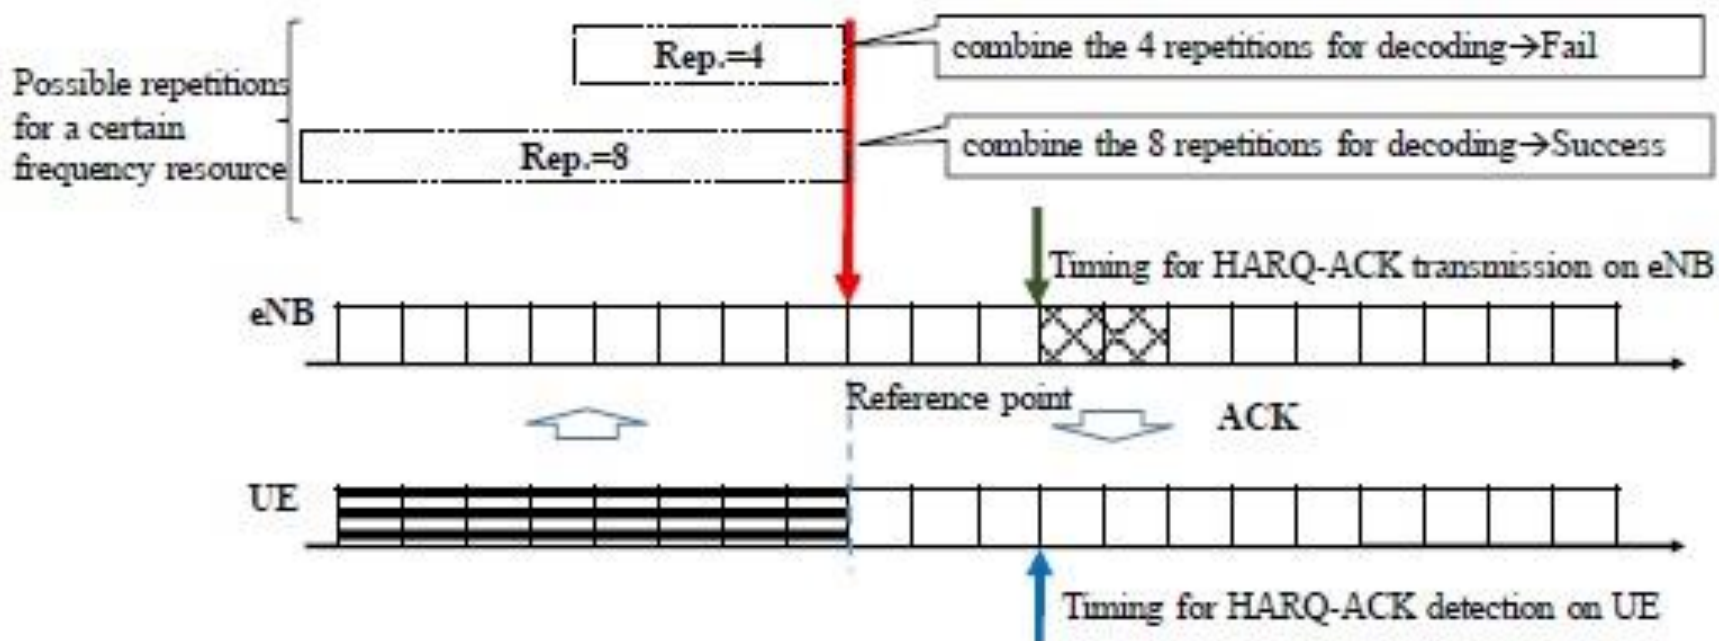 Rep.=4
combine the 4 repetitions for decoding→Fail
Possible repetitions
for a certain
frequency resource
Rep.=8
combine the 8 repetitions for decoding→Success
Timing for HARQ-ACK transmission on eNB
eNB
Reference point
ACK
UE
Timing for HARQ-ACK detection on UE